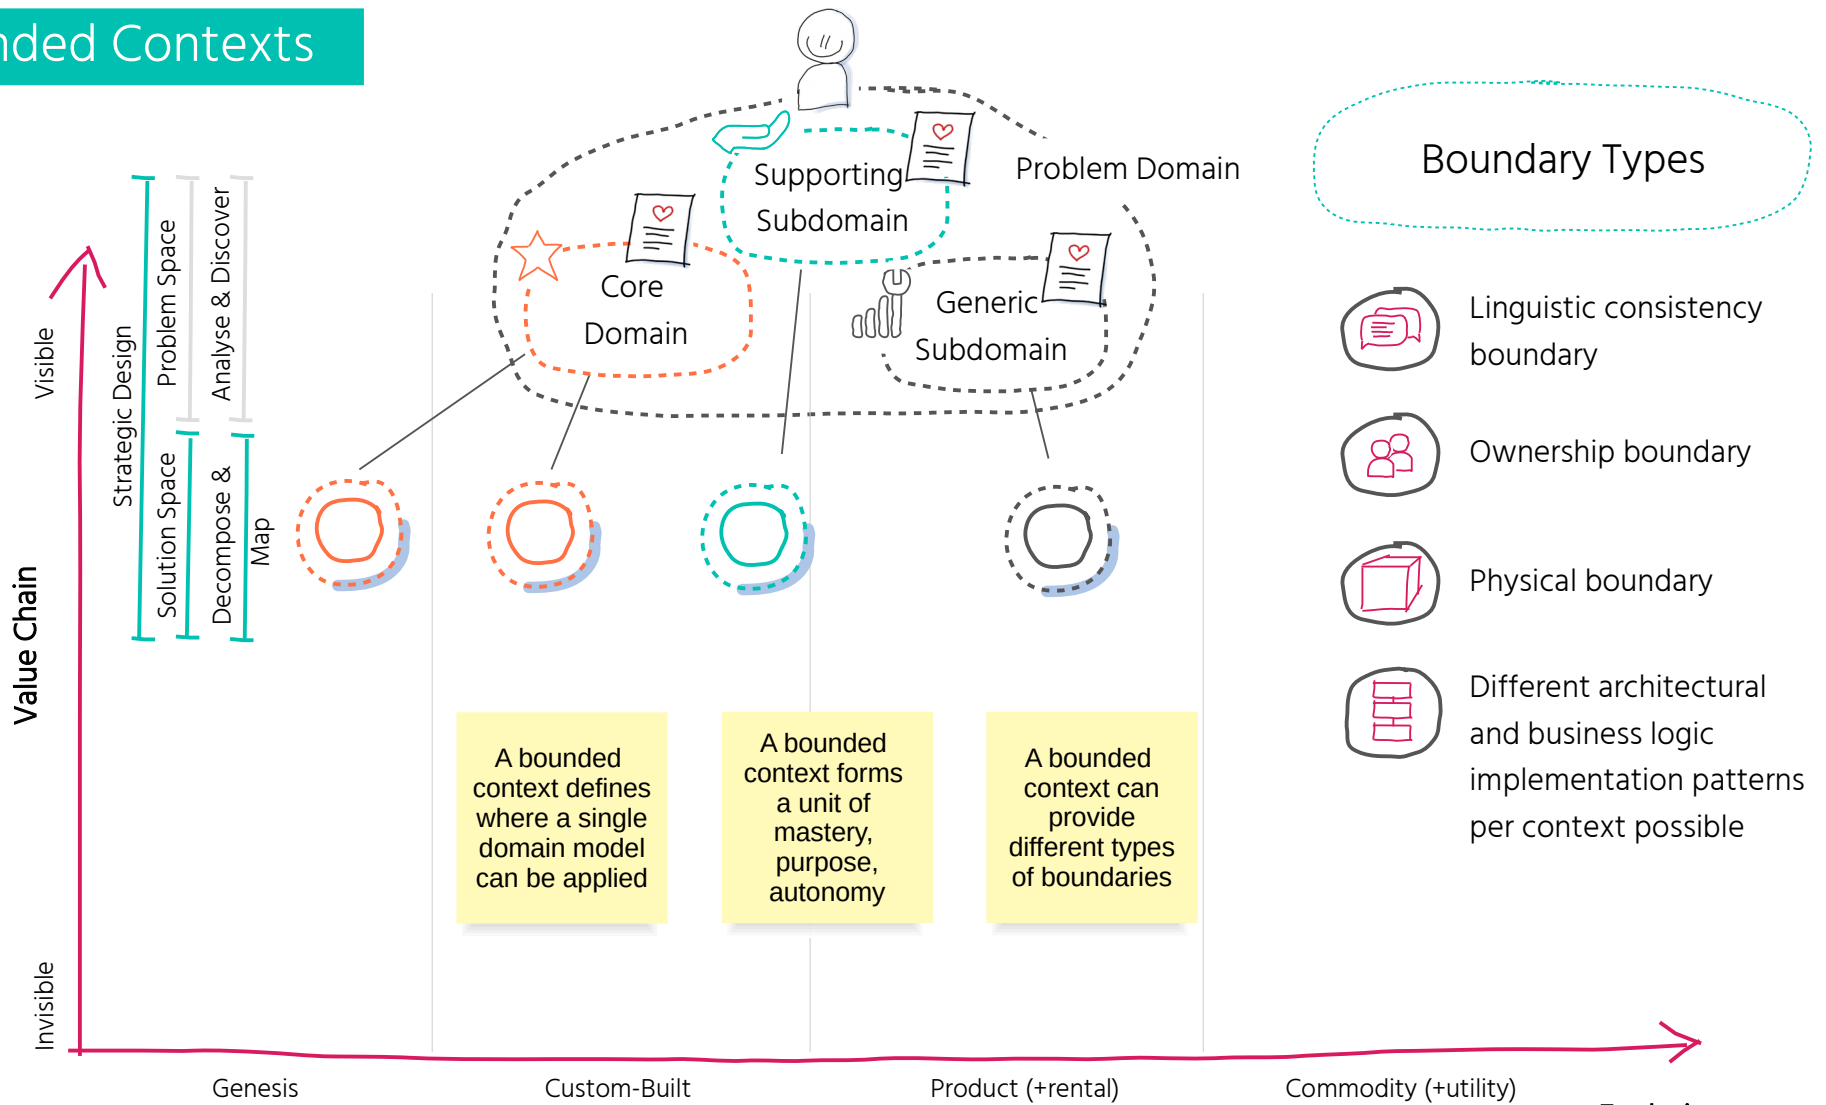 Contexts
Supporting
Subdomain
Problem Domain
Core
Domain
Generic
Subdomain
Boundary Types
Linguistic consistency
boundary
Ownership boundary
Physical boundary
Different architectural
and business logic
implementation patterns
per context possible
Value Chain
Visible
Invisible
Strategic Design
Problem Space
Analyse & Discover
Solution Space
Decompose &
Map
A bounded
context defines
where a single
domain model
can be applied
A bounded
context forms
a unit of
mastery,
purpose,
autonomy
A bounded
context can
provide
different types
of boundaries
Genesis
Custom-Built
Product (+rental)
Commodity (+utility)